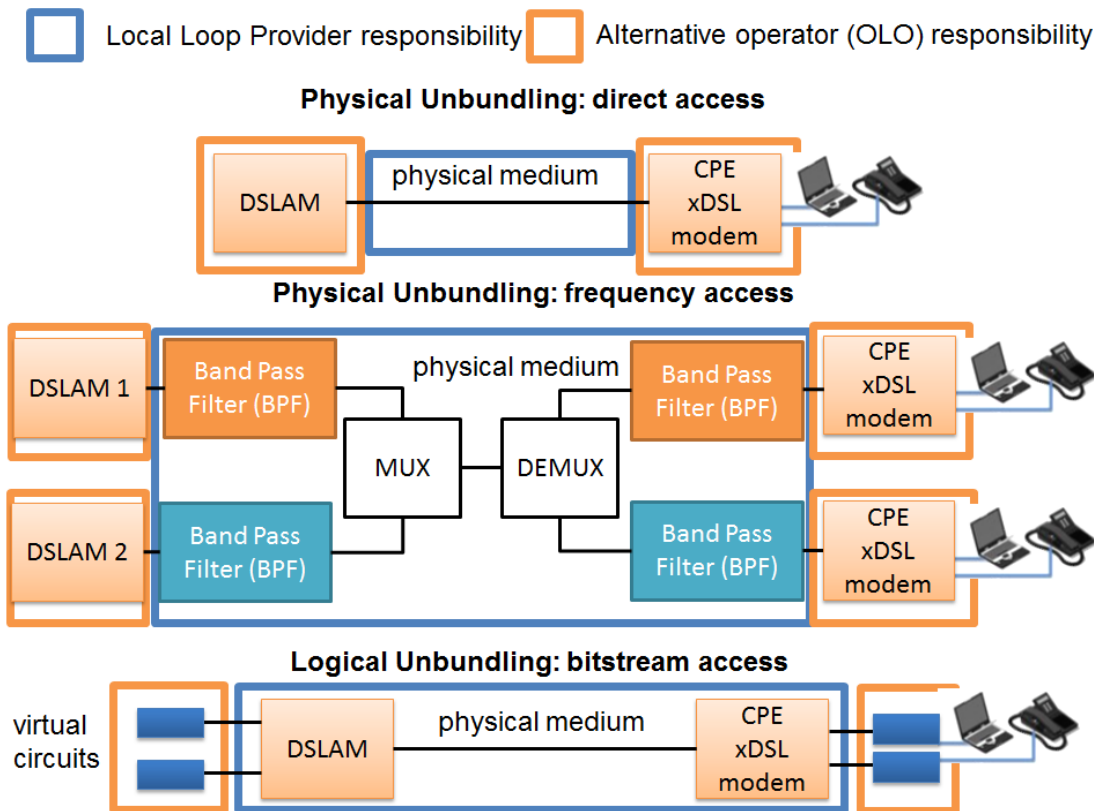 Local Loop Provider responsibility
Alternative operator (OLO) responsibility
Physical Unbundling: direct access
DSLAM
physical medium
CPE
xDSL
modem
Physical Unbundling: frequency access
DSLAM 1
Band Pass
Filter (BPF)
physical medium
Band Pass
Filter (BPF)
CPE
xDSL
modem
MUX
DEMUX
DSLAM 2
Band Pass
Filter (BPF)
Band Pass
Filter (BPF)
CPE
xDSL
modem
Logical Unbundling: bitstream access
virtual
circuits
DSLAM
physical medium
CPE
xDSL
modem